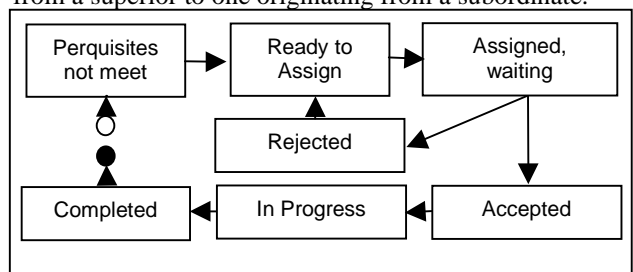 from a superior to one originating from a subordinate.
Perquisites
not meet
Ready to
Assign
Assigned,
waiting
Rejected
Completed
In Progress
Accepted